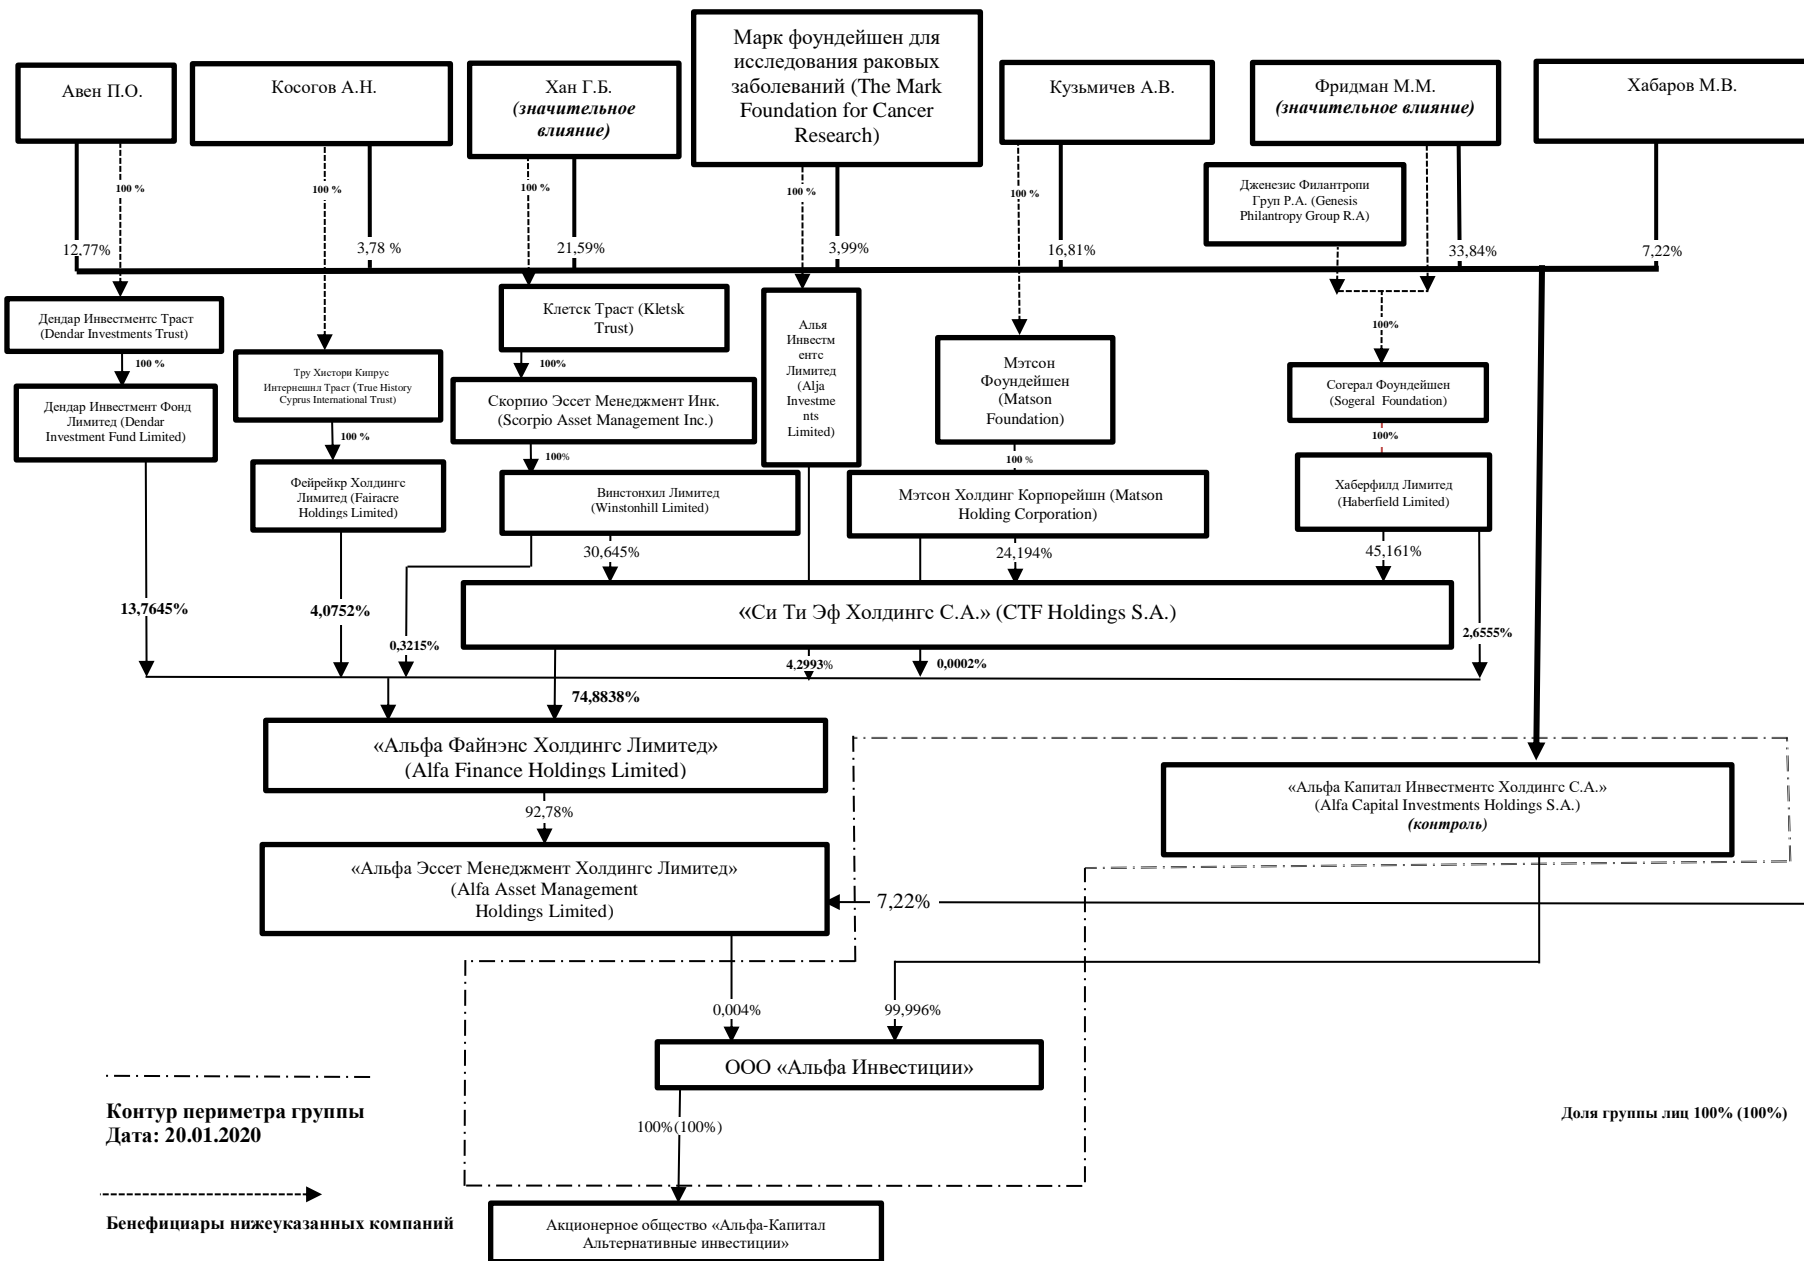 Авен П.О.
Косогов А.Н.
Хан Г.Б.
(значительное
влияние)
Марк фоундейшен для
исследования раковых
заболеваний (The Mark
Foundation for Cancer
Research)
Кузьмичев А.В.
Фридман М.М.
(значительное влияние)
Хабаров М.В.
100 %
100 %
100 %
100 %
100 %
Дженезис Филантропи
Груп Р.А. (Genesis
Philantropy Group R.A)
12,77%
3,78 %
21,59%
3,99%
16,81%
33,84%
7,22%
Дендар Инвестментс Траст
(Dendar Investments Trust)
Клетск Траст (Kletsk
Trust)
Алья
Инвестм
ентс
Лимитед
(Alja
Investme
nts
Limited)
100%
100 %
Тру Хистори Кипрус
Интернешнл Траст (True History
Cyprus International Trust)
100%
Мэтсон
Фоундейшен
(Matson
Foundation)
Согерал Фоундейшен
(Sogeral Foundation)
Дендар Инвестмент Фонд
Лимитед (Dendar
Investment Fund Limited)
Скорпио Эссет Менеджмент Инк.
(Scorpio Asset Management Inc.)
100 %
100%
100 %
100%
Фейрейкр Холдингс
Лимитед (Fairacre
Holdings Limited)
Винстонхил Лимитед
(Winstonhill Limited)
Мэтсон Холдинг Корпорейшн (Matson
Holding Corporation)
Хаберфилд Лимитед
(Haberfield Limited)
30,645%
24,194%
45,161%
13,7645%
4,0752%
«Си Ти Эф Холдингс С.А.» (CTF Holdings S.A.)
0,3215%
2,6555%
4,2993%
0,0002%
74,8838%
«Альфа Файнэнс Холдингс Лимитед»
(Alfa Finance Holdings Limited)
«Альфа Капитал Инвестментс Холдингс С.А.»
(Alfa Capital Investments Holdings S.A.)
(контроль)
92,78%
«Альфа Эссет Менеджмент Холдингс Лимитед»
(Alfa Asset Management
Holdings Limited)
7,22%
0,004%
99,996%
ООО «Альфа Инвестиции»
Контур периметра группы
Дата: 20.01.2020
Доля группы лиц 100% (100%)
100%(100%)
Бенефициары нижеуказанных компаний
Акционерное общество «Альфа-Капитал
Альтернативные инвестиции»